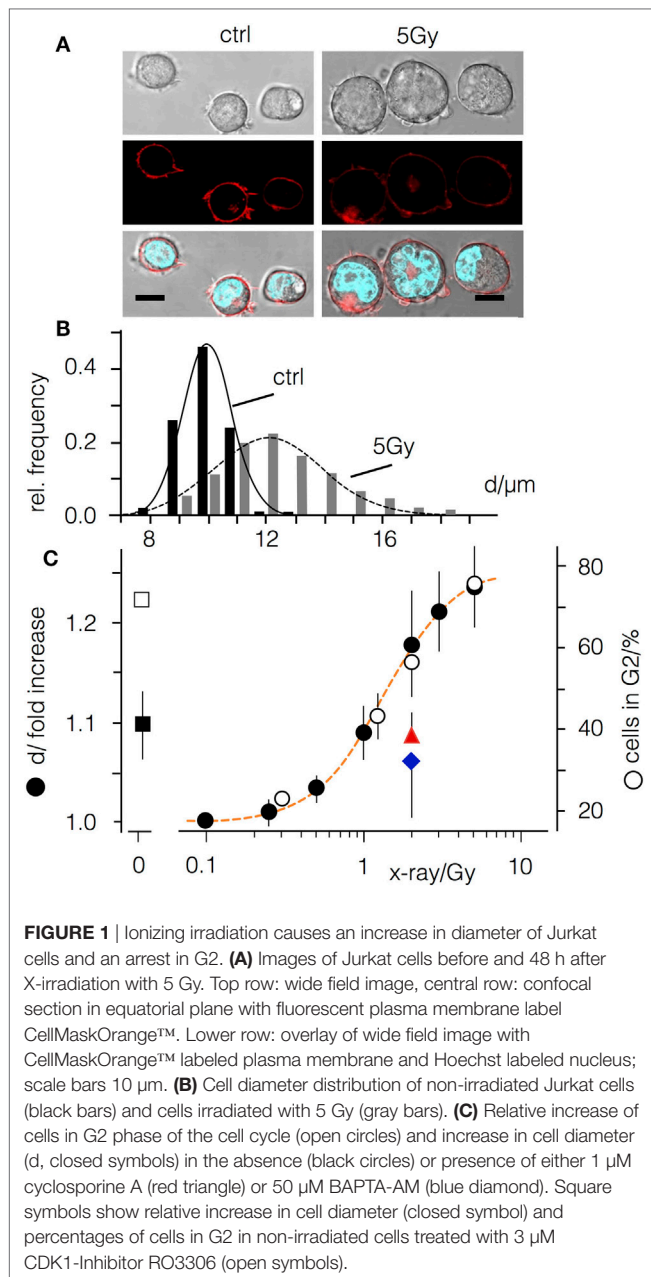 A
ctrl
5Gy
B
0.4
0.2
0.0
rel. frequency
ctrl
5Gy
d/µm
8
12
16
C
1.2
1.1
1.0
d/ fold increase
80
60
40
20
cells in G2/%
0
0.1
1
10
x-ray/Gy
FIGURE 1 | Ionizing irradiation causes an increase in diameter of Jurkat
cells and an arrest in G2. (A) Images of Jurkat cells before and 48 h after
X-irradiation with 5 Gy. Top row: wide field image, central row: confocal
section in equatorial plane with fluorescent plasma membrane label
CellMaskOrange™. Lower row: overlay of wide field image with
CellMaskOrange™ labeled plasma membrane and Hoechst labeled nucleus;
scale bars 10 µm. (B) Cell diameter distribution of non-irradiated Jurkat cells
(black bars) and cells irradiated with 5 Gy (gray bars). (C) Relative increase of
cells in G2 phase of the cell cycle (open circles) and increase in cell diameter
(d, closed symbols) in the absence (black circles) or presence of either 1 µM
cyclosporine A (red triangle) or 50 µM BAPTA-AM (blue diamond). Square
symbols show relative increase in cell diameter (closed symbol) and
percentages of cells in G2 in non-irradiated cells treated with 3 µM
CDK1-Inhibitor RO3306 (open symbols).